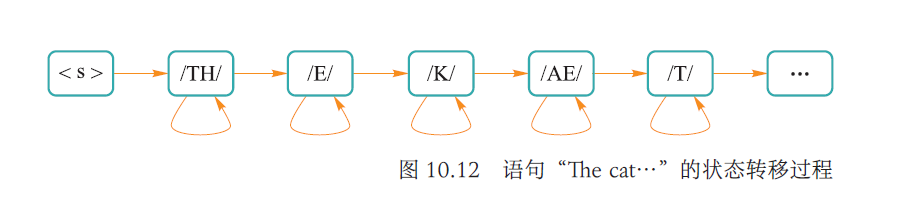 < s > /TH/ /E/ /K/ /AE/ /T/ …
图 10.12 语句“The cat…”的状态转移过程